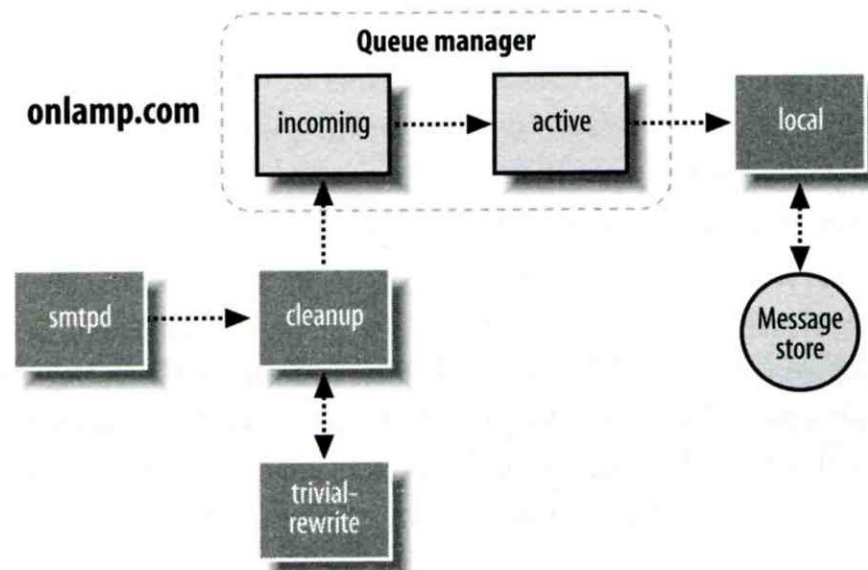 Queue manager
onlamp.com
incoming
active
local
smtpd
cleanup
Message
store
trivial-
rewrite